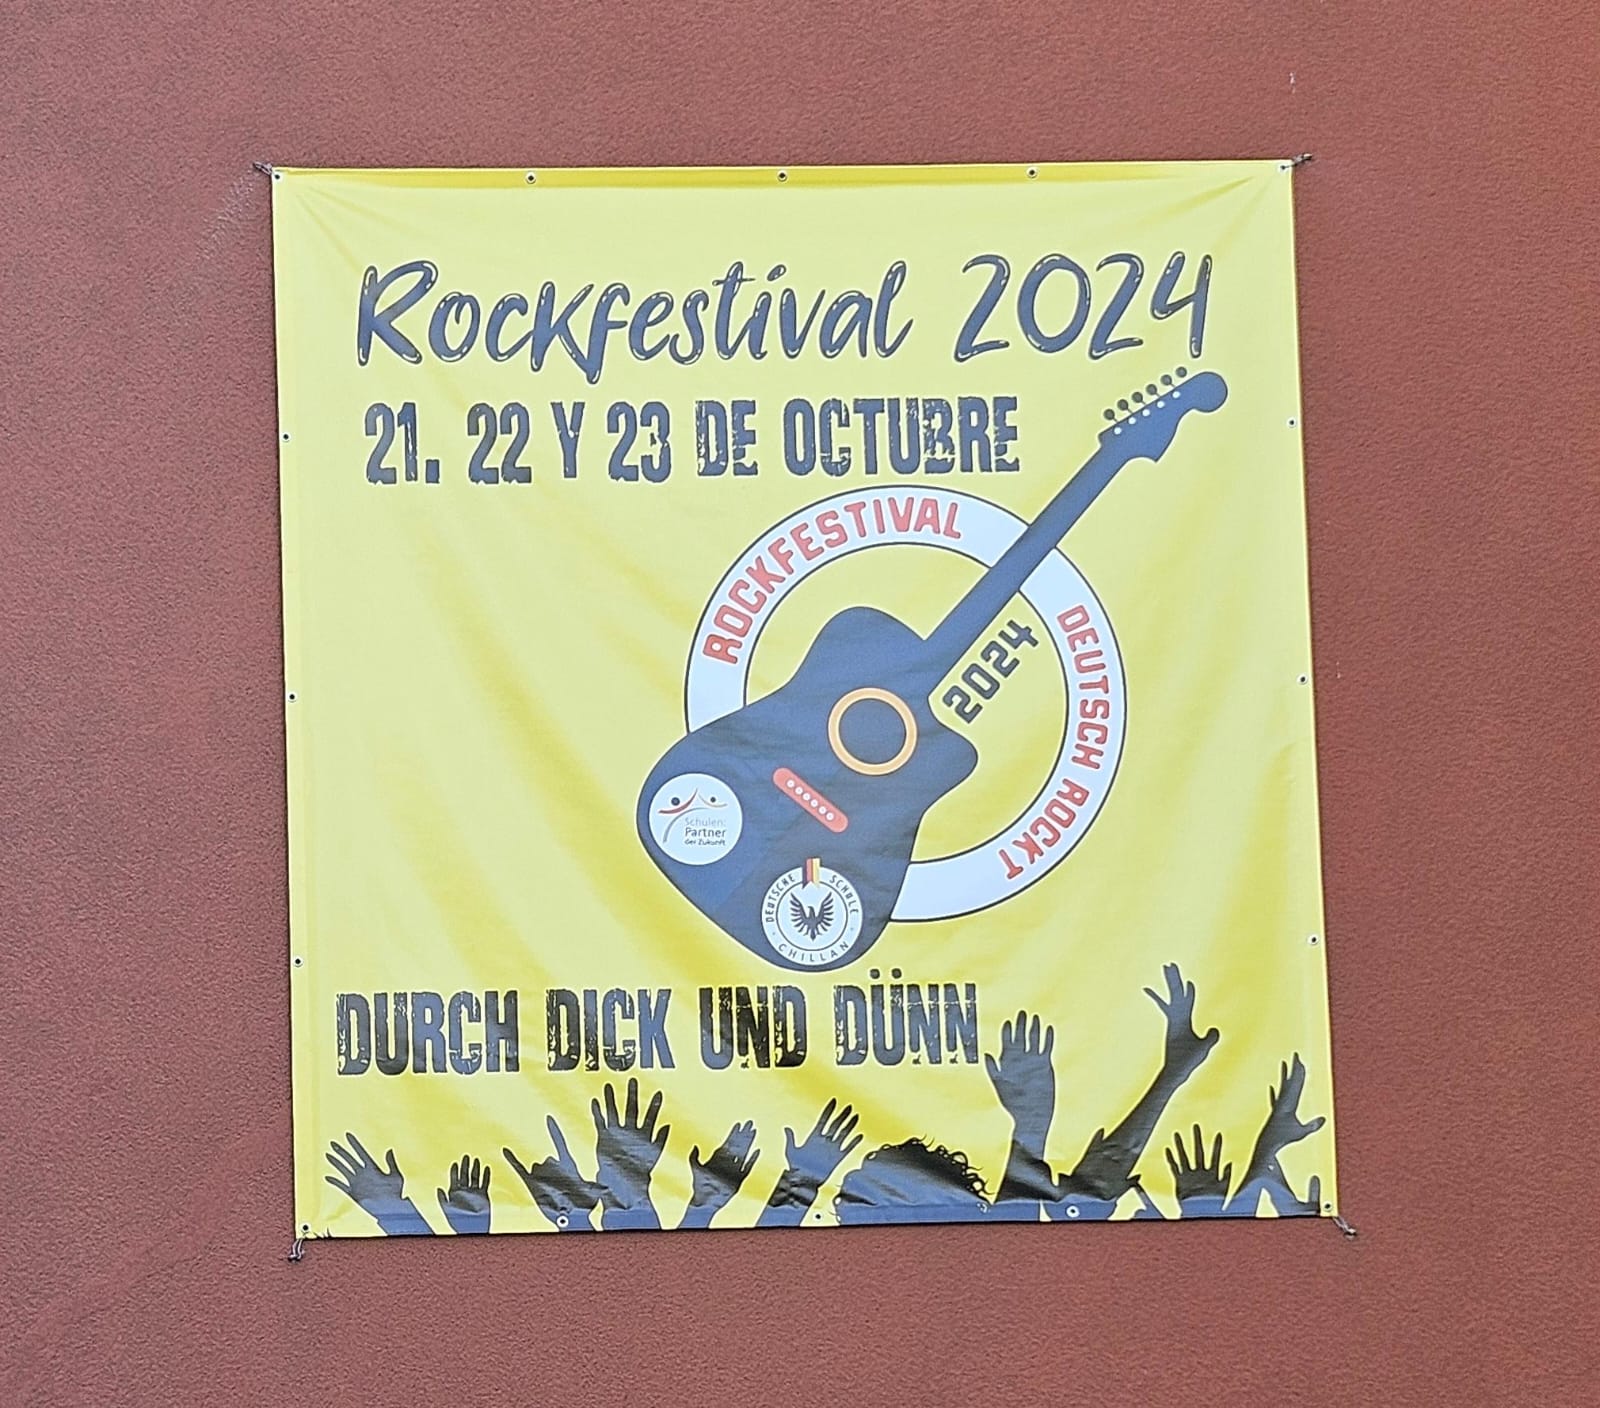 Rockfestival 2024
21. 22 Y 23 DE OCTUBRE
ROCKFESTIVAL
DEUTSCH ROCKT
2024
Schulen:
Partner
der Zukunft
DEUTSCHE SCHULE
CHILLAN
DURCH DICK UND DÜNN